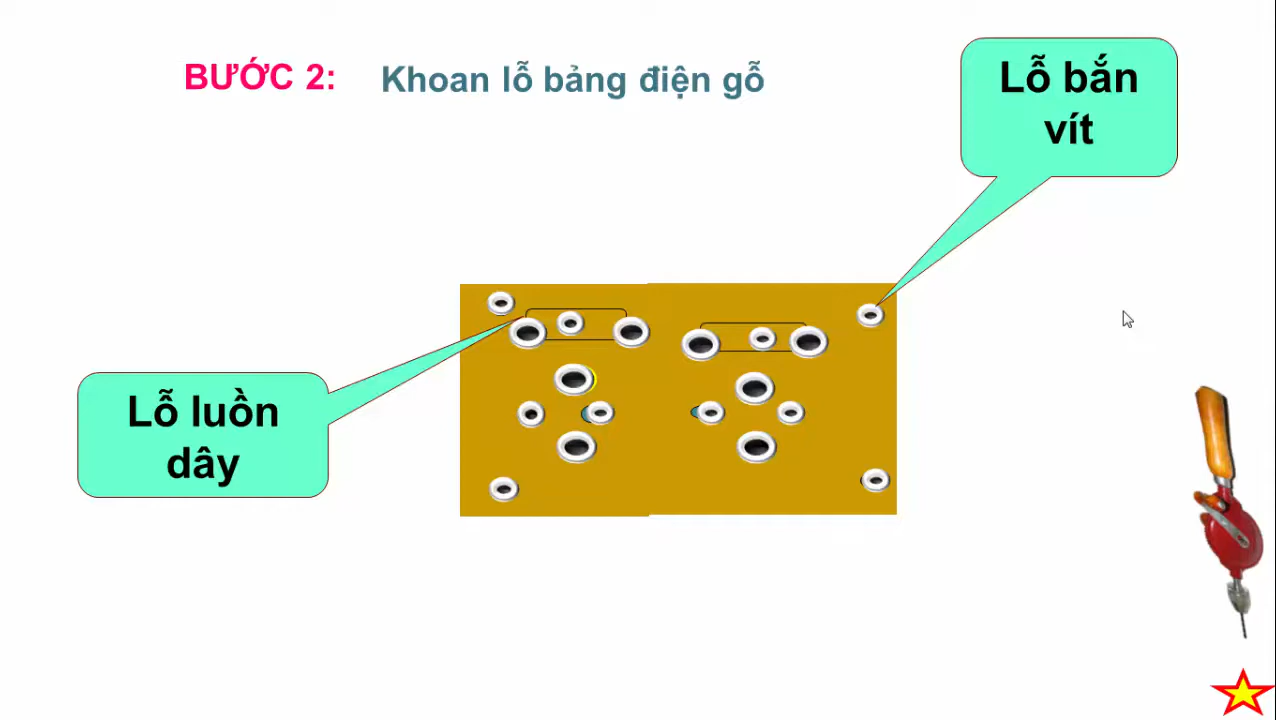 BƯỚC 2: Khoan lỗ bảng điện gỗ
Lỗ bắn
vít
Lỗ luồn
dây